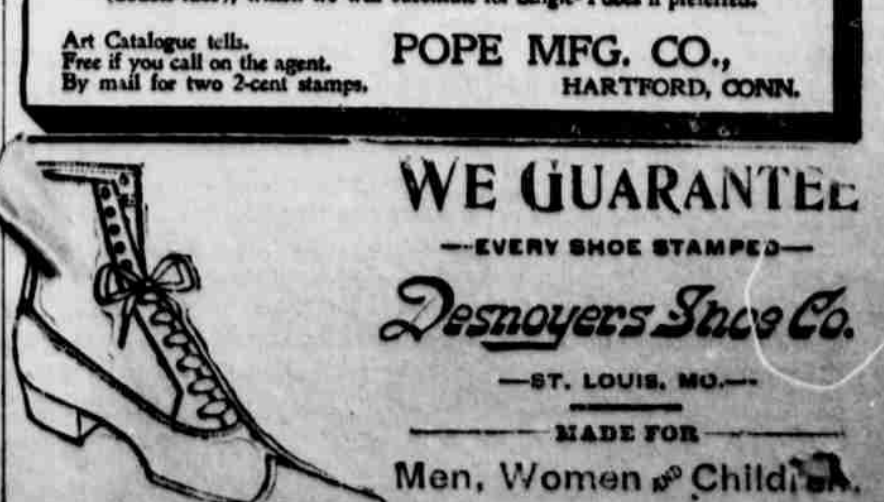 Art Catalogue tells.
Free if you call on the agent.
By mail for two 2-cent stamps.
POPE MFG. CO.,
HARTFORD, CONN.
WE GUARANTEE
—EVERY SHOE STAMPED—
Desnoyers Shoe Co.
—ST. LOUIS, MO.—
MADE FOR
Men, Women AND Children.